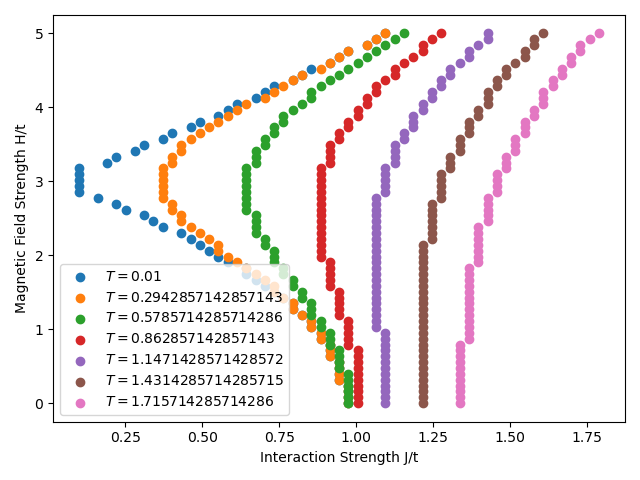 5
4
3
2
1
0
Magnetic Field Strength H/t
T = 0.01
T = 0.2942857142857143
T = 0.5785714285714286
T = 0.862857142857143
T = 1.1471428571428572
T = 1.4314285714285715
T = 1.715714285714286
0.25 0.50 0.75 1.00 1.25 1.50 1.75
Interaction Strength J/t